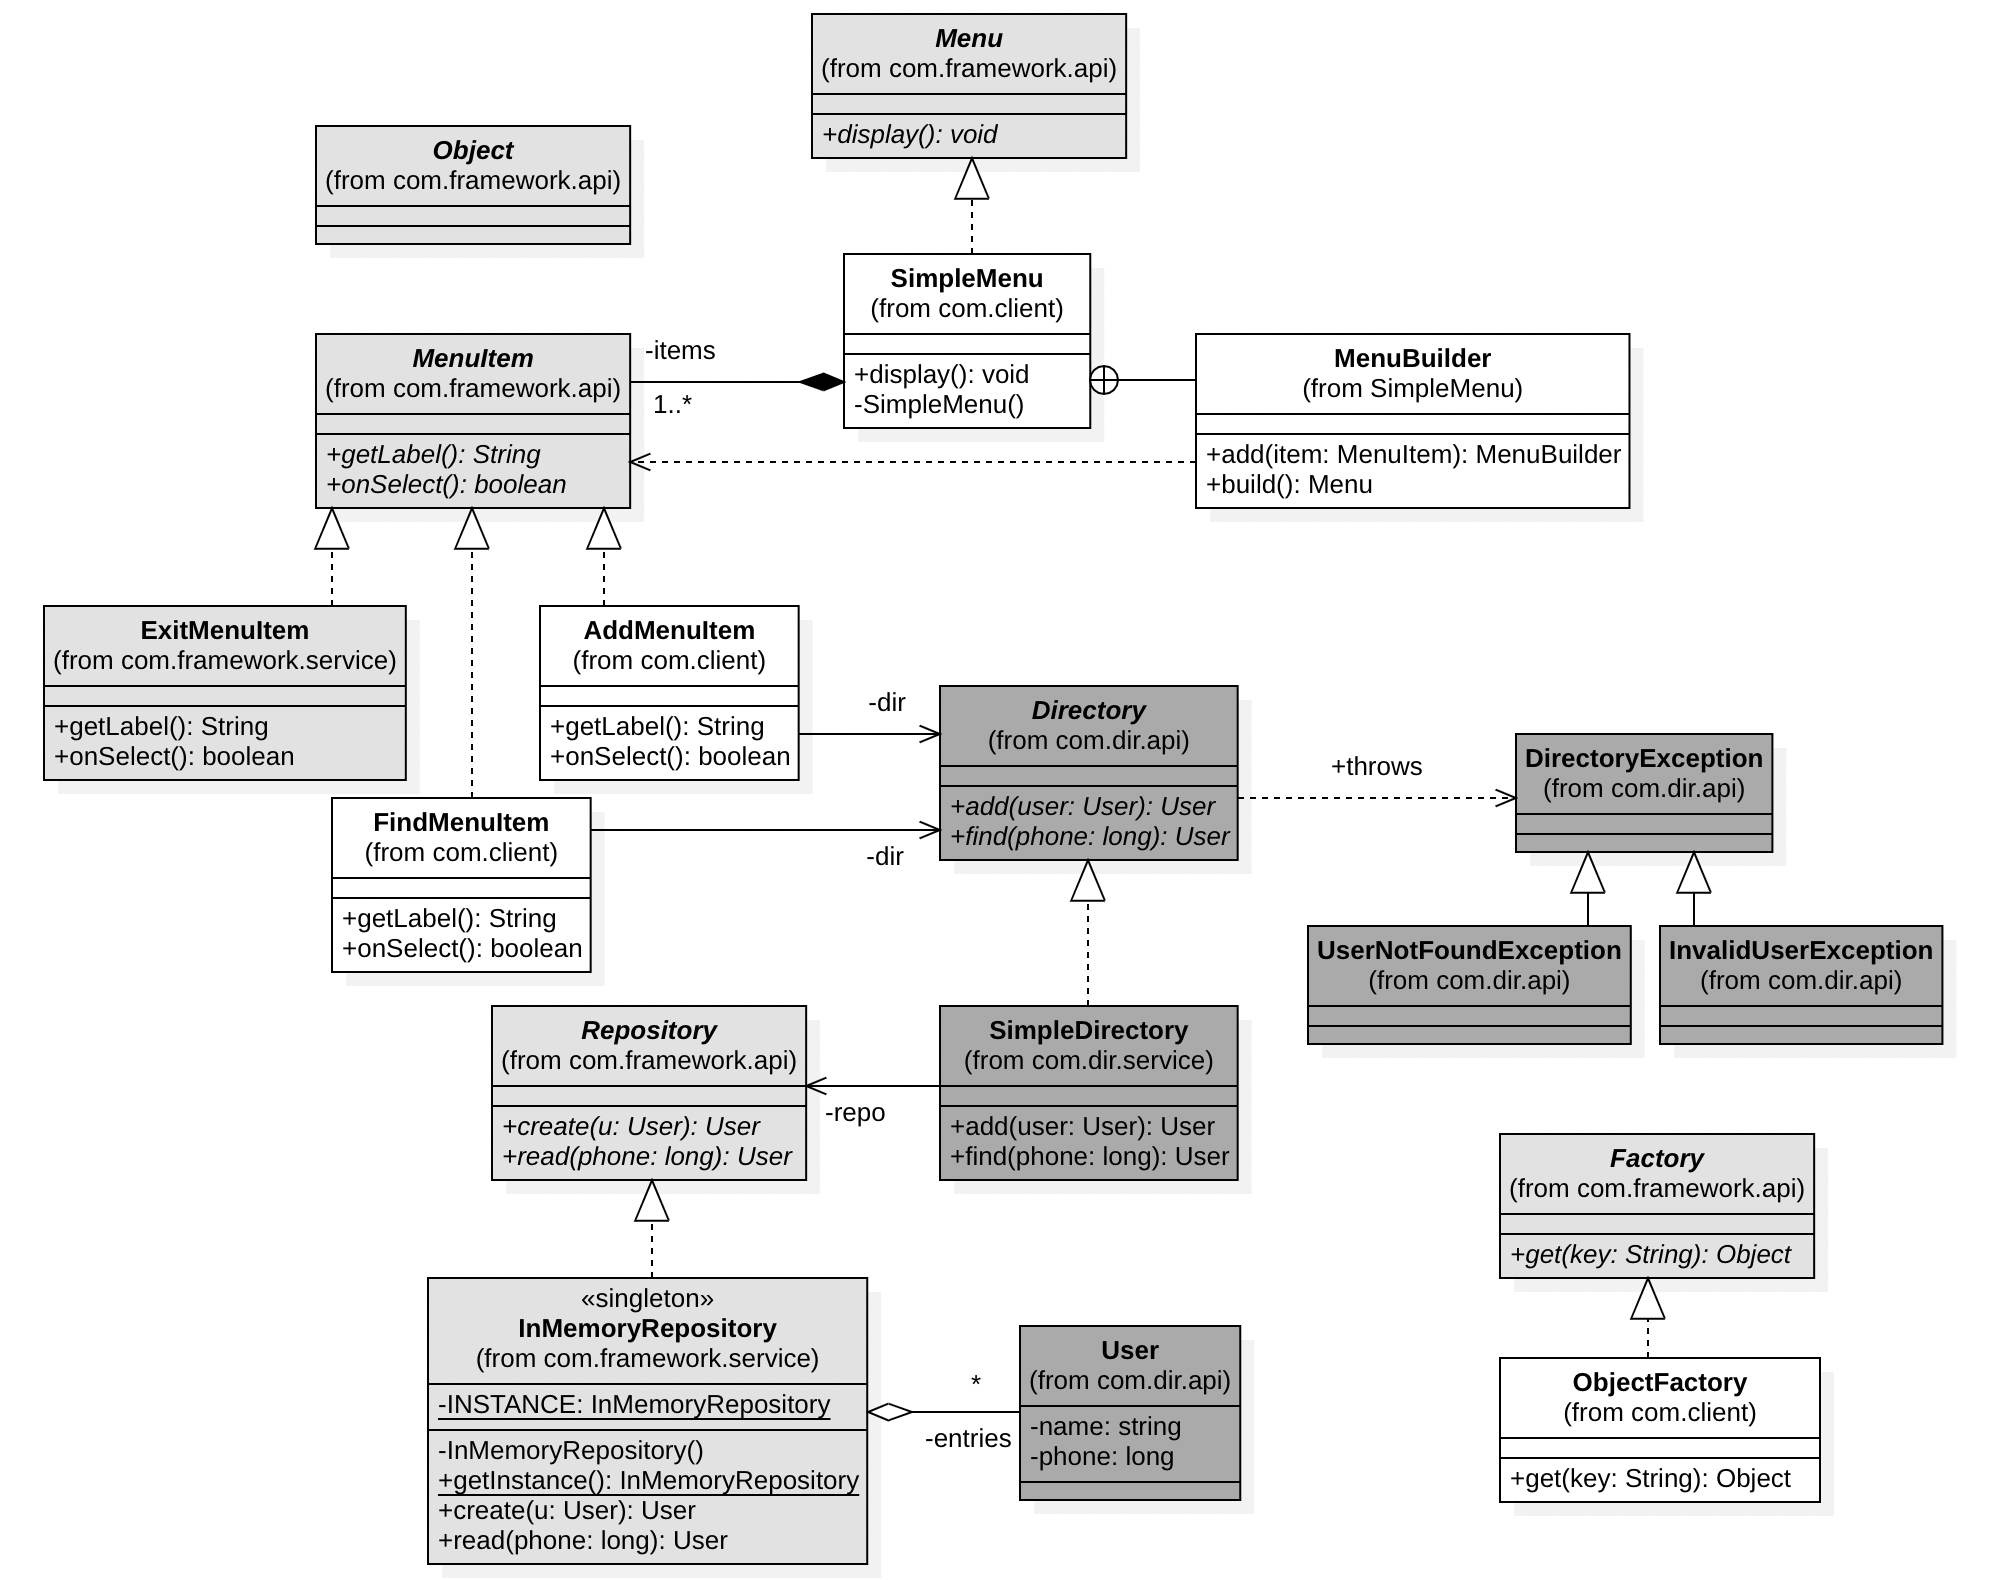 Menu
(from com.framework.api)
+display(): void
Object
(from com.framework.api)
SimpleMenu
(from com.client)
+display(): void
-SimpleMenu()
MenuItem
(from com.framework.api)
+getLabel(): String
+onSelect(): boolean
-items
1..*
MenuBuilder
(from SimpleMenu)
+add(item: MenuItem): MenuBuilder
+build(): Menu
ExitMenuItem
(from com.framework.service)
+getLabel(): String
+onSelect(): boolean
AddMenuItem
(from com.client)
+getLabel(): String
+onSelect(): boolean
-dir
Directory
(from com.dir.api)
+add(user: User): User
+find(phone: long): User
+throws
DirectoryException
(from com.dir.api)
FindMenuItem
(from com.client)
+getLabel(): String
+onSelect(): boolean
-dir
UserNotFoundException
(from com.dir.api)
InvalidUserException
(from com.dir.api)
Repository
(from com.framework.api)
+create(u: User): User
+read(phone: long): User
-repo
SimpleDirectory
(from com.dir.service)
+add(user: User): User
+find(phone: long): User
Factory
(from com.framework.api)
+get(key: String): Object
«singleton»
InMemoryRepository
(from com.framework.service)
-INSTANCE: InMemoryRepository
-InMemoryRepository()
+getInstance(): InMemoryRepository
+create(u: User): User
+read(phone: long): User
*
-entries
User
(from com.dir.api)
-name: string
-phone: long
ObjectFactory
(from com.client)
+get(key: String): Object